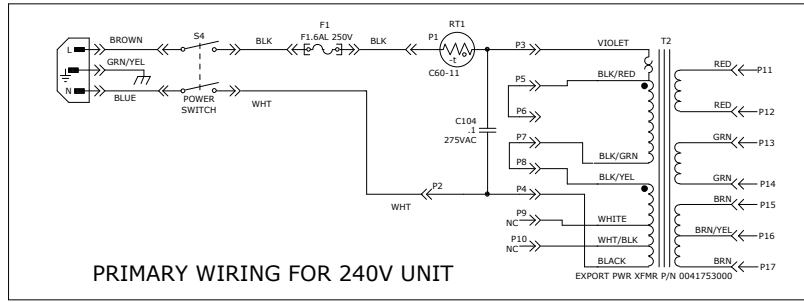 BROWN
S4
BLK
F1
F1.6AL 250V
BLK
P1
RT1
-t
C60-11
P3
VIOLET
T2
L
GRN/YEL
N
BLUE
POWER
SWITCH
WHT
P5
BLK/RED
P6
C104
.1
275VAC
P7
BLK/GRN
P8
BLK/YEL
WHT
P2
P4
P9
NC
WHITE
P10
NC
WHT/BLK
BLACK
RED
P11
RED
P12
GRN
P13
GRN
P14
BRN
P15
BRN/YEL
P16
BRN
P17
PRIMARY WIRING FOR 240V UNIT
EXPORT PWR XFMR P/N 0041753000